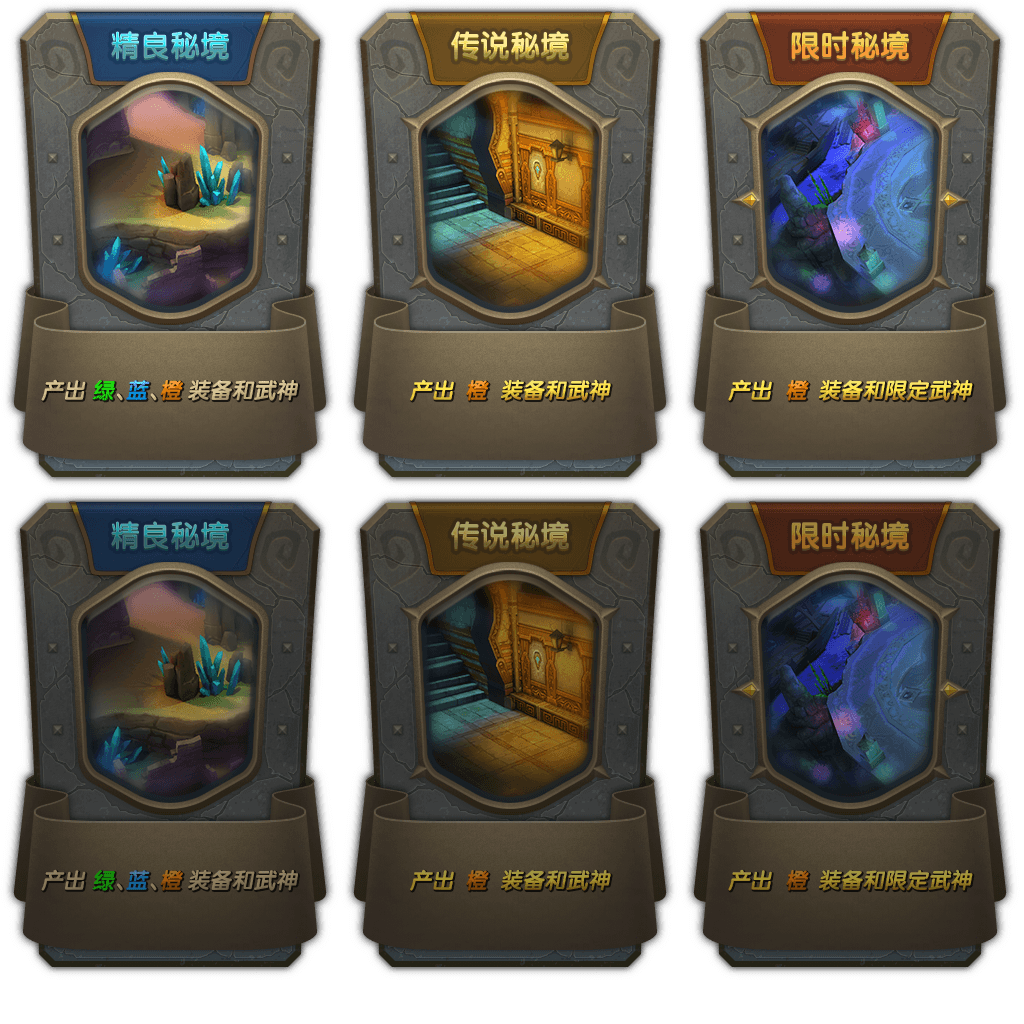 精良秘境
产出 绿、蓝、橙 装备和武神
传说秘境
产出 橙 装备和武神
限时秘境
产出 橙 装备和限定武神
精良秘境
产出 绿、蓝、橙 装备和武神
传说秘境
产出 橙 装备和武神
限时秘境
产出 橙 装备和限定武神